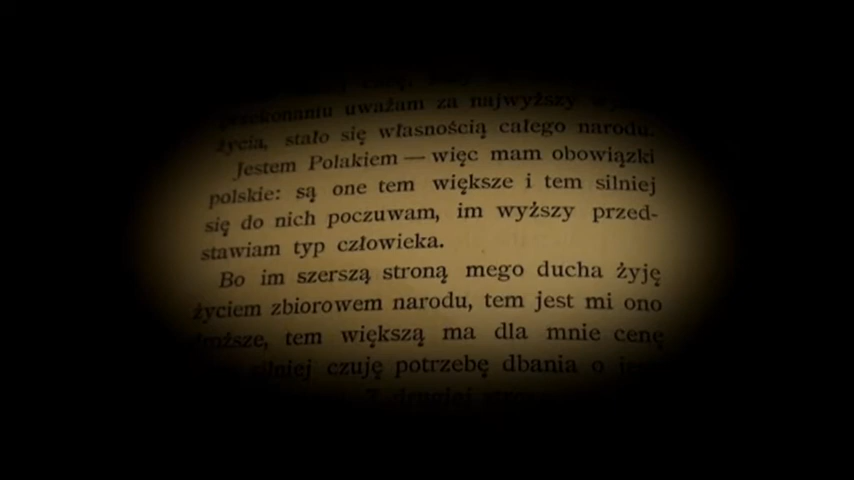 przekonaniu uważam za najwyższy
życia, stało się własnością całego narodu.
Jestem Polakiem — więc mam obowiązki
polskie: są one tem większe i tem silniej
się do nich poczuwam, im wyższy przed-
stawiam typ człowieka.
Bo im szerszą stroną mego ducha żyję
życiem zbiorowem narodu, tem jest mi ono
tem większą ma dla mnie cenę
silniej czuję potrzebę dbania o
Z drugiej